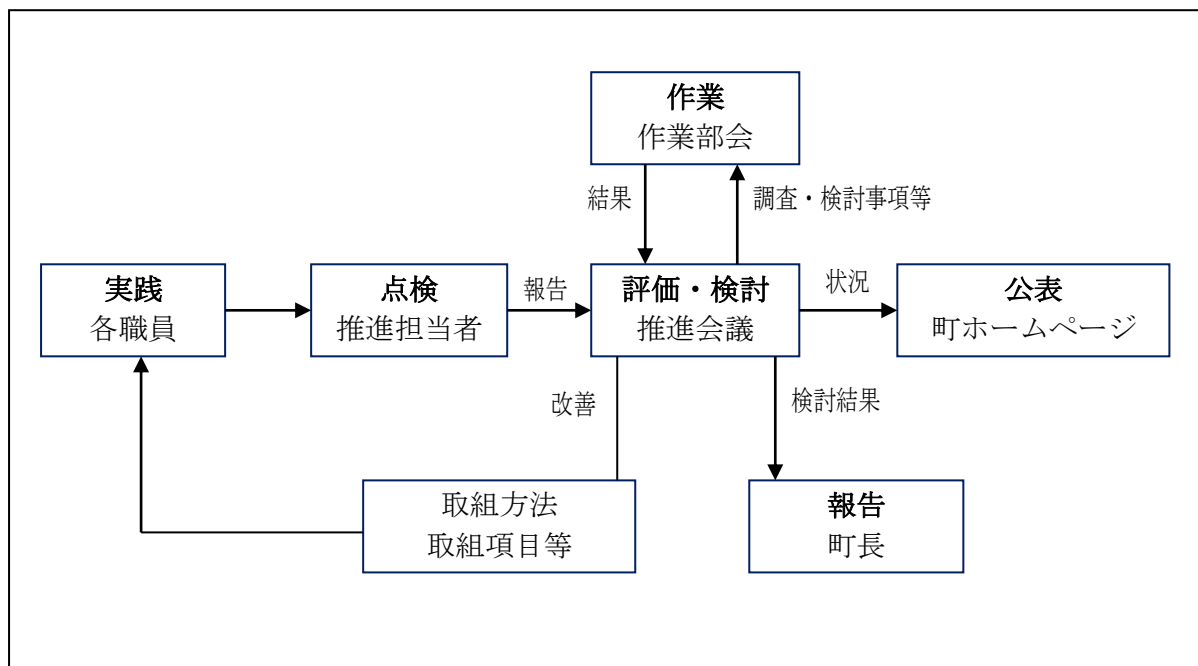 作業
作業部会
結果
調査・検討事項等
実践
各職員
点検
推進担当者
報告
評価・検討
推進会議
状況
公表
町ホームページ
改善
検討結果
取組方法
取組項目等
報告
町長